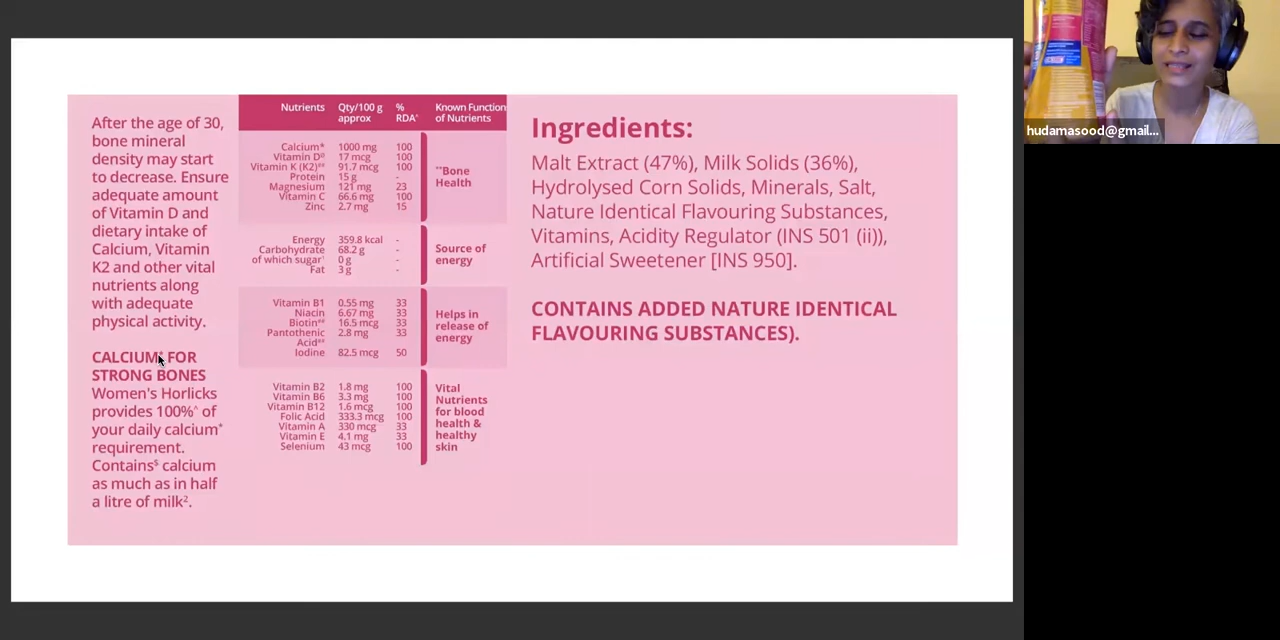 After the age of 30,
bone mineral
density may start
to decrease. Ensure
adequate amount
of Vitamin D and
dietary intake of
Calcium, Vitamin
K2 and other vital
nutrients along
with adequate
physical activity.
CALCIUM* FOR
STRONG BONES
Women's Horlicks
provides 100%^ of
your daily calcium*
requirement.
Contains$ calcium
as much as in half
a litre of milk².
Nutrients Qty/100 g approx % RDA^ Known Function of Nutrients
Calcium* 1000 mg 100
Vitamin D@ 17 mcg 100
Vitamin K (K2)## 91.7 mcg 100
Protein 15 g -
Magnesium 121 mg 23
Vitamin C 66.6 mg 100
Zinc 2.7 mg 15
**Bone
Health
Energy 359.8 kcal -
Carbohydrate 68.2 g -
of which sugar† 0 g -
Fat 3 g -
Source of
energy
Vitamin B1 0.55 mg 33
Niacin 6.67 mg 33
Biotin## 16.5 mcg 33
Pantothenic 2.8 mg 33
Acid##
Iodine 82.5 mcg 50
Helps in
release of
energy
Vitamin B2 1.8 mg 100
Vitamin B6 3.3 mg 100
Vitamin B12 1.6 mcg 100
Folic Acid 333.3 mcg 100
Vitamin A 330 mcg 33
Vitamin E 4.1 mg 33
Selenium 43 mcg 100
Vital
Nutrients
for blood
health &
healthy
skin
Ingredients:
Malt Extract (47%), Milk Solids (36%),
Hydrolysed Corn Solids, Minerals, Salt,
Nature Identical Flavouring Substances,
Vitamins, Acidity Regulator (INS 501 (ii)),
Artificial Sweetener [INS 950].
CONTAINS ADDED NATURE IDENTICAL
FLAVOURING SUBSTANCES).
hudamasood@gmail...